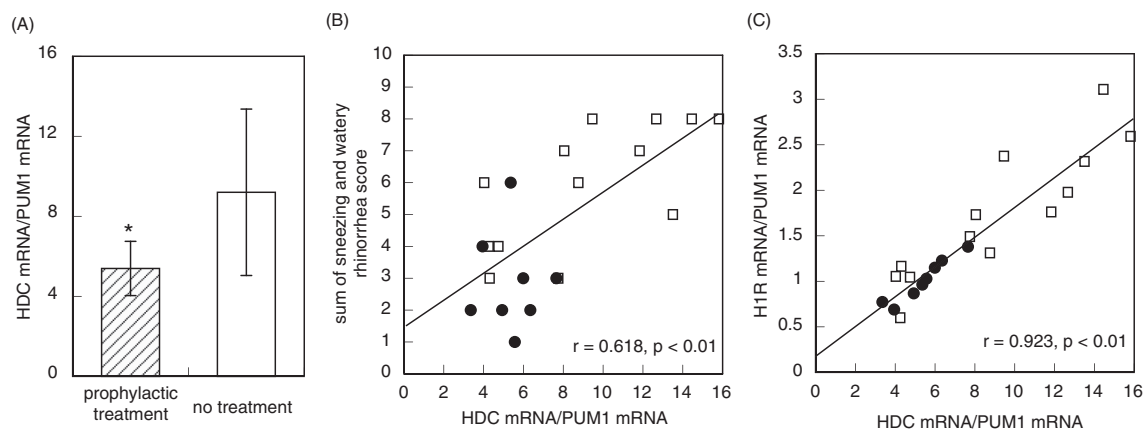 (A)
HDC mRNA/PUM1 mRNA
16
12
8
4
0
*
prophylactic
treatment
no treatment
(B)
sum of sneezing and watery
rhinorrhea score
10
9
8
7
6
5
4
3
2
1
0
0 2 4 6 8 10 12 14 16
r = 0.618, p < 0.01
HDC mRNA/PUM1 mRNA
(C)
H1R mRNA/PUM1 mRNA
3.5
3
2.5
2
1.5
1
0.5
0
0 2 4 6 8 10 12 14 16
r = 0.923, p < 0.01
HDC mRNA/PUM1 mRNA